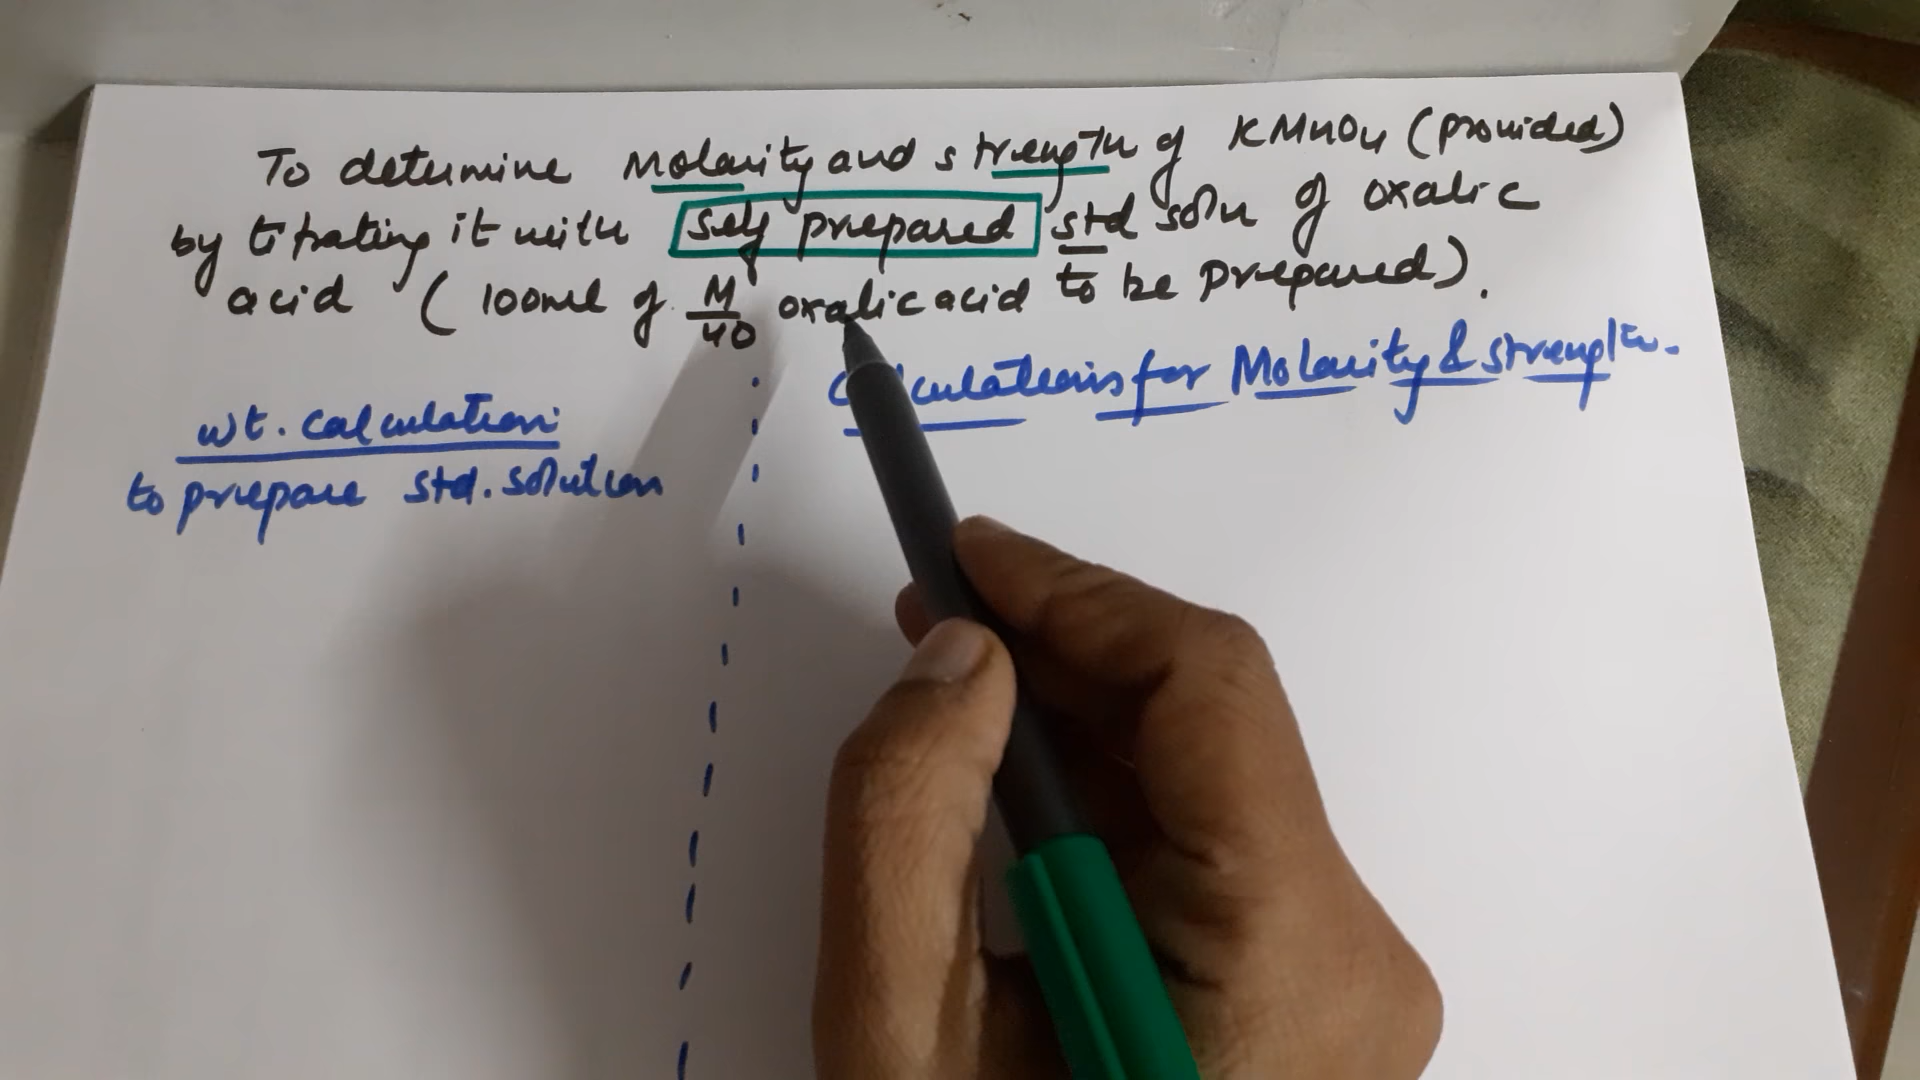 To determine Molarity and strength of KMnO4 (provided)
by titrating it with self prepared std soln of oxalic
acid ( 100ml of M/40 oxalic acid to be prepared).
Calculations for Molarity & strength.
wt. calculation
to prepare std. solution